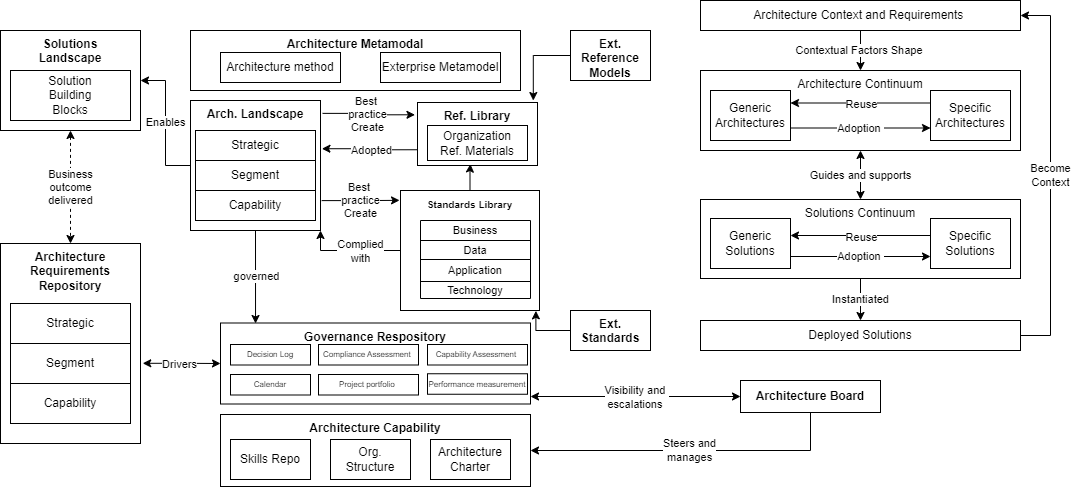 Solutions
Landscape
Solution
Building
Blocks
Architecture Metamodal
Architecture method
Exterprise Metamodel
Ext.
Reference
Models
Enables
Arch. Landscape
Strategic
Segment
Capability
Best
practice
Create
Adopted
Ref. Library
Organization
Ref. Materials
Best
practice
Create
Complied
with
Standards Library
Business
Data
Application
Technology
Ext.
Standards
Business
outcome
delivered
Architecture
Requirements
Repository
Strategic
Segment
Capability
governed
Drivers
Governance Respository
Decision Log
Compliance Assessment
Capability Assessment
Calendar
Project portfolio
Performance measurement
Visibility and
escalations
Architecture Board
Steers and
manages
Architecture Capability
Skills Repo
Org.
Structure
Architecture
Charter
Architecture Context and Requirements
Contextual Factors Shape
Architecture Continuum
Generic
Architectures
Reuse
Adoption
Specific
Architectures
Guides and supports
Become
Context
Solutions Continuum
Generic
Solutions
Reuse
Adoption
Specific
Solutions
Instantiated
Deployed Solutions